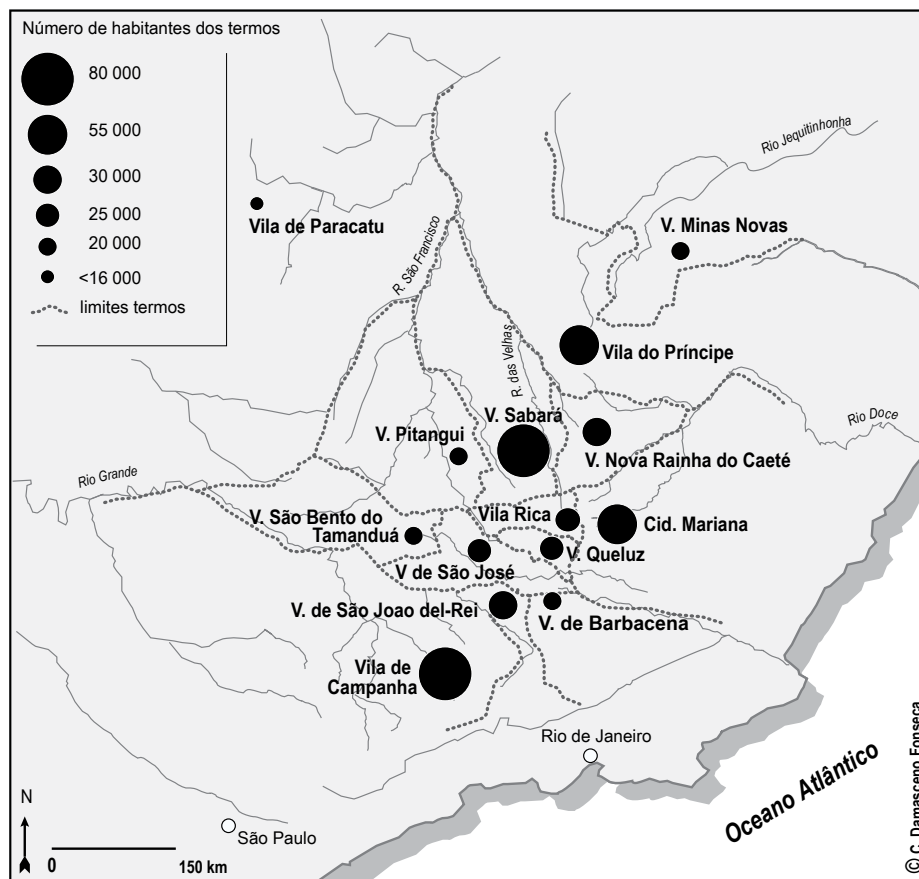 Número de habitantes dos termos
80 000
55 000
30 000
25 000
20 000
<16 000
limites termos
Rio Jequitinhonha
Vila de Paracatu
R. São Francisco
V. Minas Novas
R. das Velhas
Vila do Príncipe
V. Sabará
Rio Doce
V. Pitangui
V. Nova Rainha do Caeté
Rio Grande
V. São Bento do
Tamanduá
Vila Rica
Cid. Mariana
V. Queluz
V de São José
V. de São Joao del-Rei
V. de Barbacena
Vila de
Campanha
Rio de Janeiro
Oceano Atlântico
© C. Damasceno Fonseca
N
São Paulo
0
150 km